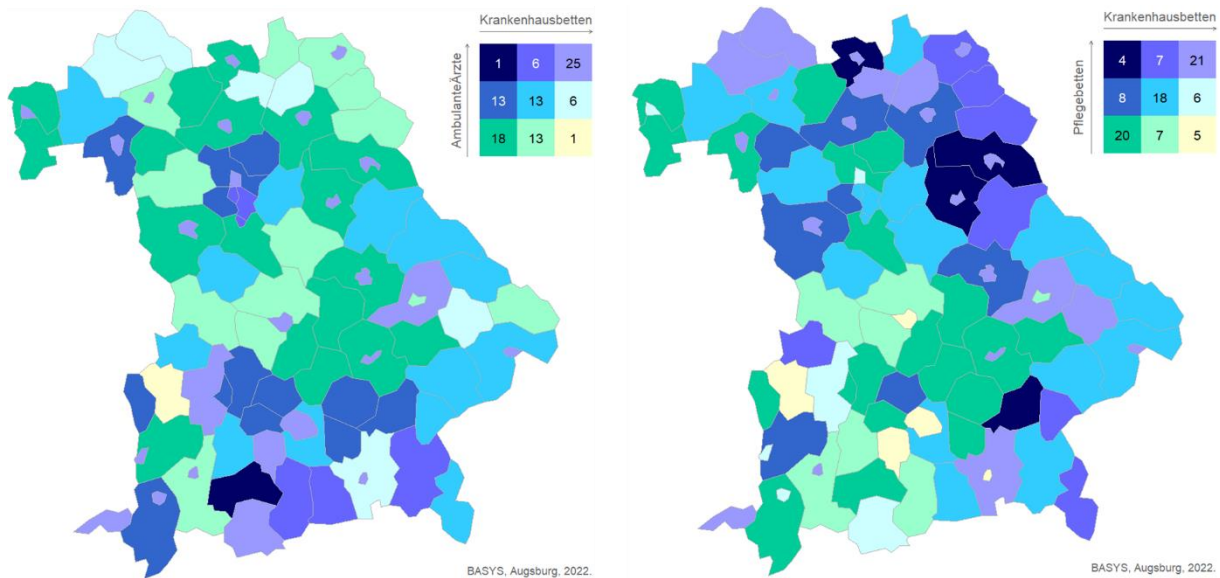 Krankenhausbetten
AmbulanteÄrzte
1 6 25
13 13 6
18 13 1
BASYS, Augsburg, 2022.
Krankenhausbetten
Pflegebetten
4 7 21
8 18 6
20 7 5
BASYS, Augsburg, 2022.